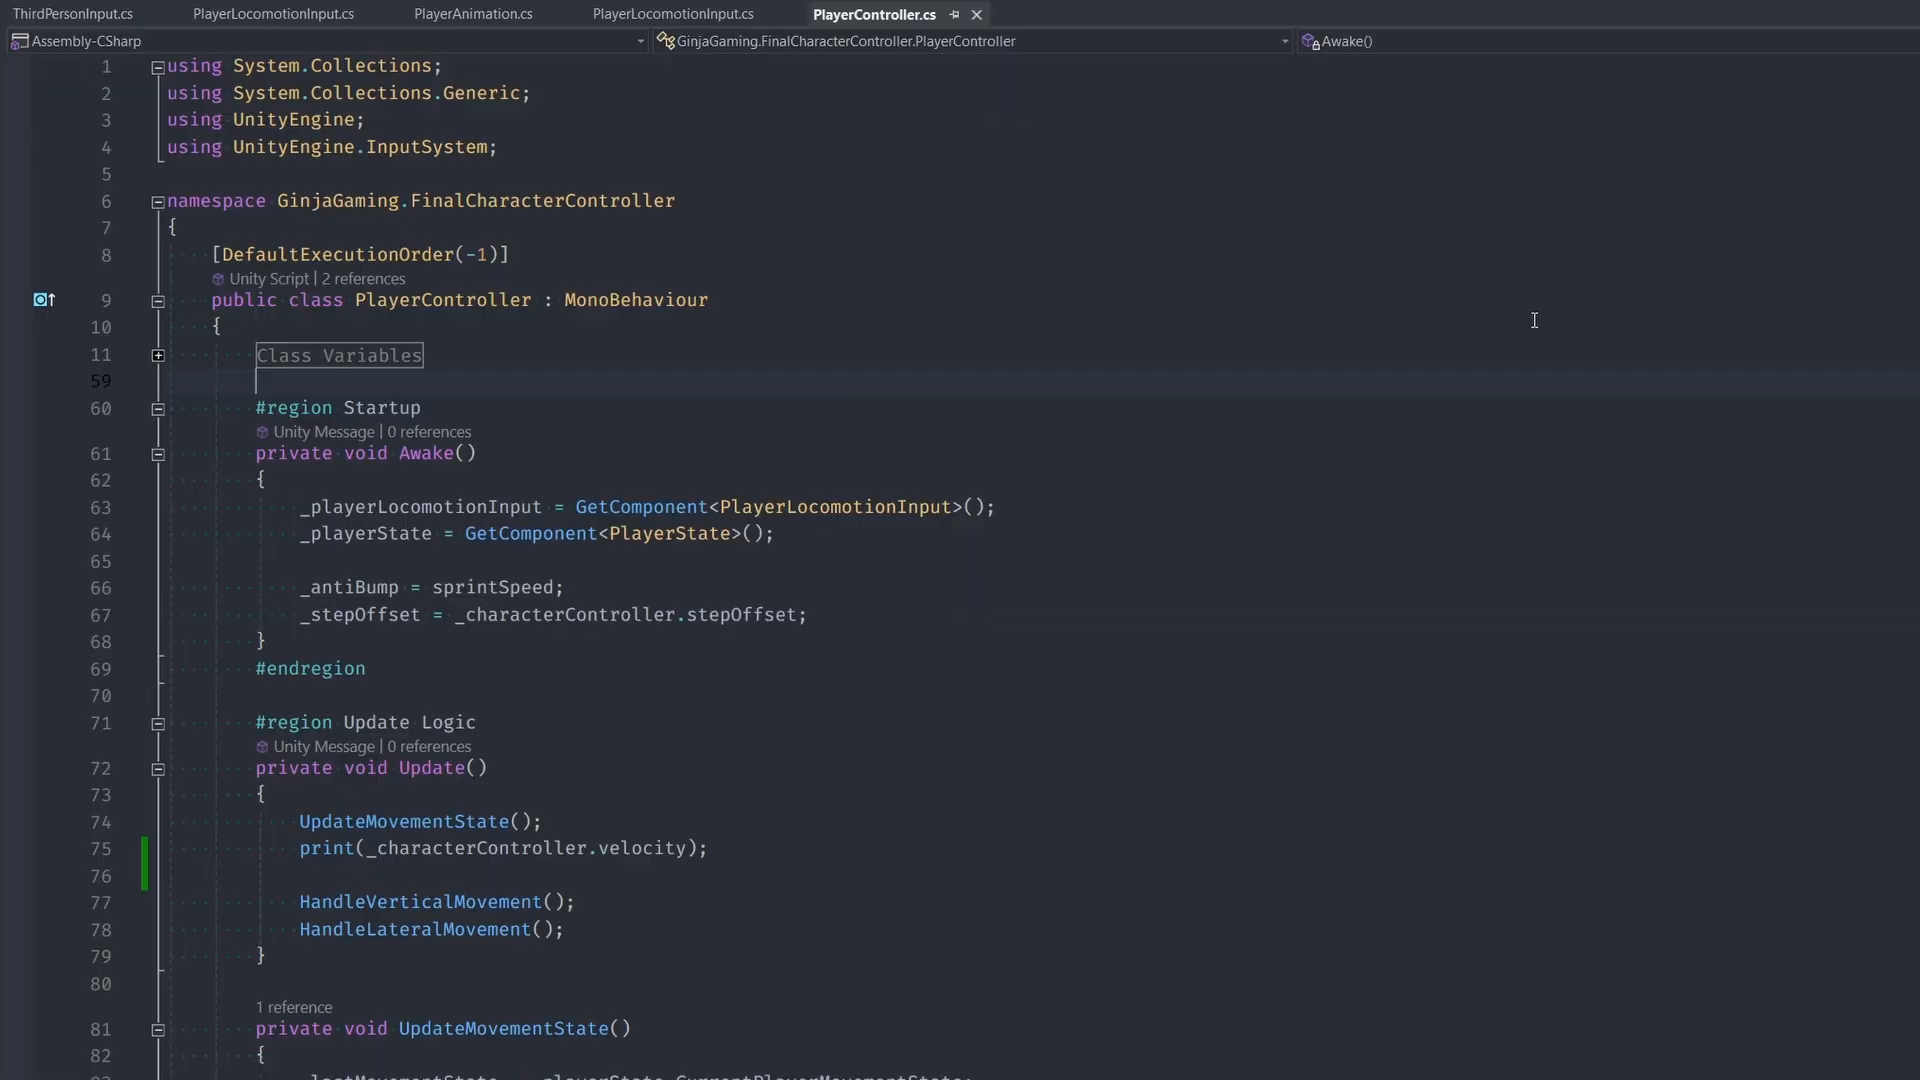 ThirdPersonInput.cs PlayerLocomotionInput.cs PlayerAnimation.cs PlayerLocomotionInput.cs PlayerController.cs
Assembly-CSharp GinjaGaming.FinalCharacterController.PlayerController Awake()
1 using System.Collections;
2 using System.Collections.Generic;
3 using UnityEngine;
4 using UnityEngine.InputSystem;
5
6 namespace GinjaGaming.FinalCharacterController
7 {
8 [DefaultExecutionOrder(-1)]
Unity Script | 2 references
9 public class PlayerController : MonoBehaviour
10 {
11 Class Variables
59
60 #region Startup
Unity Message | 0 references
61 private void Awake()
62 {
63 _playerLocomotionInput = GetComponent<PlayerLocomotionInput>();
64 _playerState = GetComponent<PlayerState>();
65
66 _antiBump = sprintSpeed;
67 _stepOffset = _characterController.stepOffset;
68 }
69 #endregion
70
71 #region Update Logic
Unity Message | 0 references
72 private void Update()
73 {
74 UpdateMovementState();
75 print(_characterController.velocity);
76
77 HandleVerticalMovement();
78 HandleLateralMovement();
79 }
80
1 reference
81 private void UpdateMovementState()
82 {